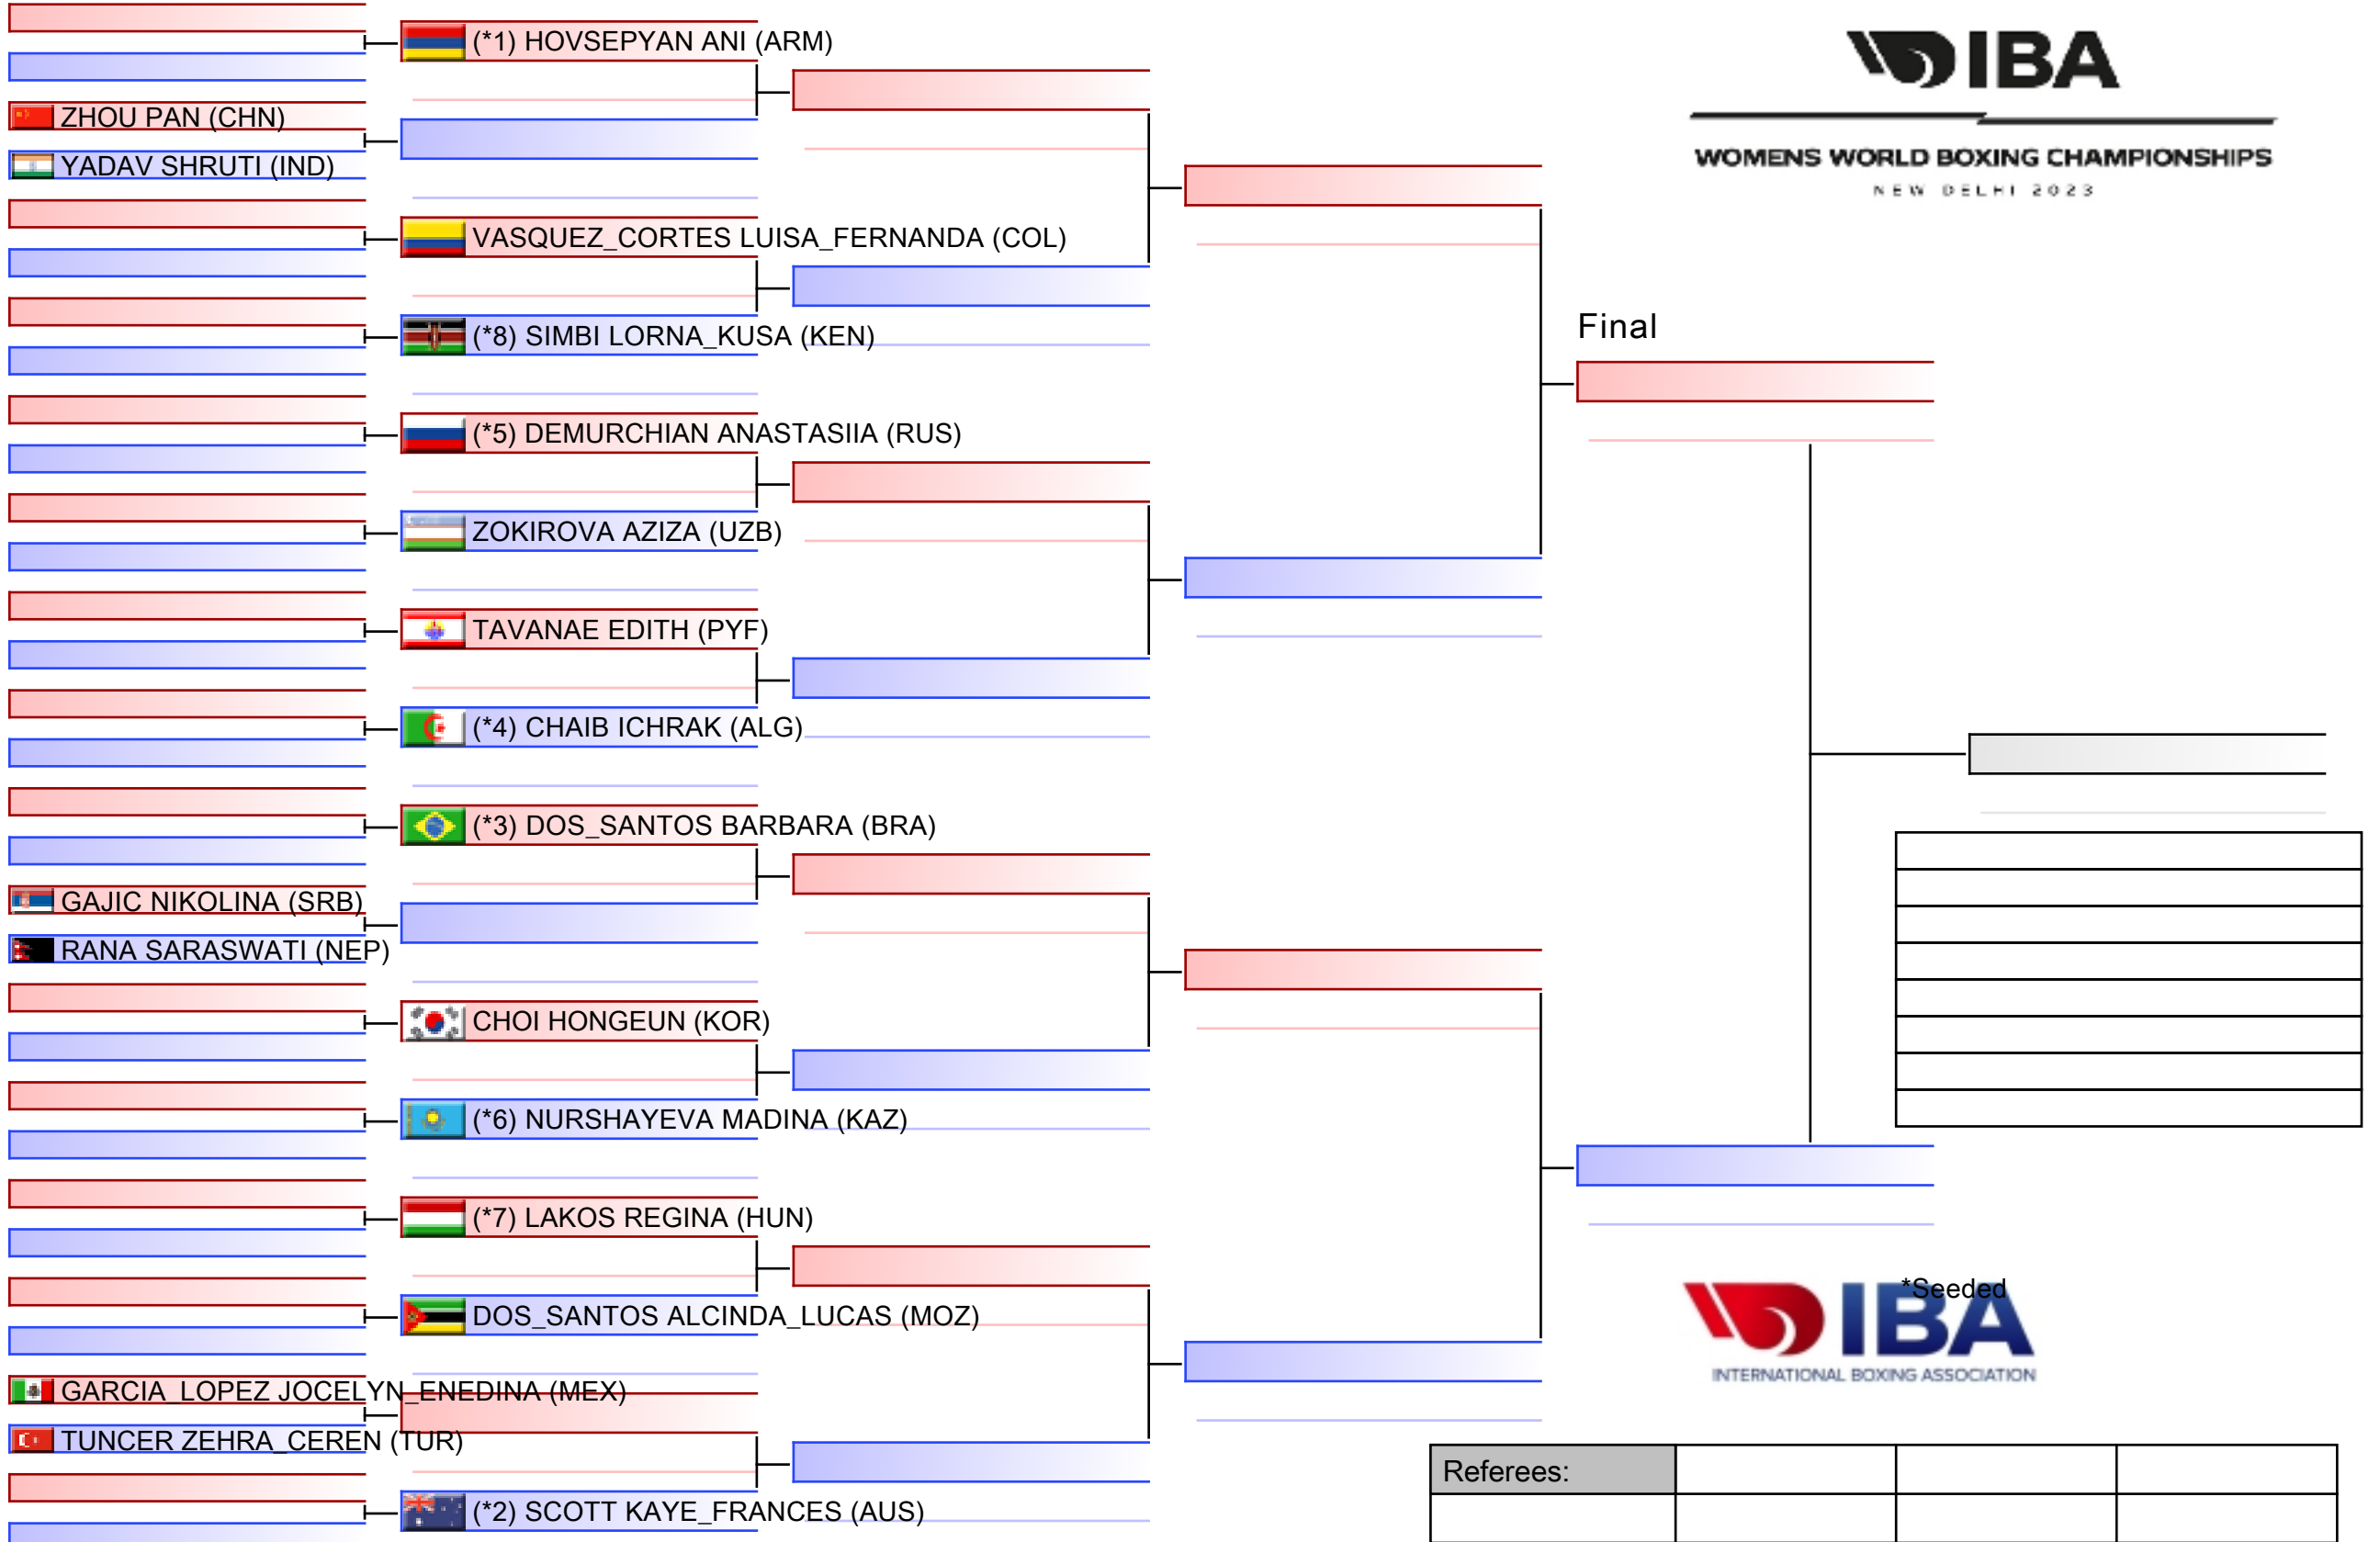 IBA
WOMENS WORLD BOXING CHAMPIONSHIPS
NEW DELHI 2023
(*1) HOVSEPYAN ANI (ARM)
ZHOU PAN (CHN)
YADAV SHRUTI (IND)
VASQUEZ_CORTES LUISA_FERNANDA (COL)
(*8) SIMBI LORNA_KUSA (KEN)
Final
(*5) DEMURCHIAN ANASTASIIA (RUS)
ZOKIROVA AZIZA (UZB)
TAVANAE EDITH (PYF)
(*4) CHAIB ICHRAK (ALG)
(*3) DOS_SANTOS BARBARA (BRA)
GAJIC NIKOLINA (SRB)
RANA SARASWATI (NEP)
CHOI HONGEUN (KOR)
(*6) NURSHAYEVA MADINA (KAZ)
(*7) LAKOS REGINA (HUN)
DOS_SANTOS ALCINDA_LUCAS (MOZ)
GARCIA_LOPEZ JOCELYN_ENEDINA (MEX)
TUNCER ZEHRA_CEREN (TUR)
(*2) SCOTT KAYE_FRANCES (AUS)
*Seeded
IBA
INTERNATIONAL BOXING ASSOCIATION
Referees: